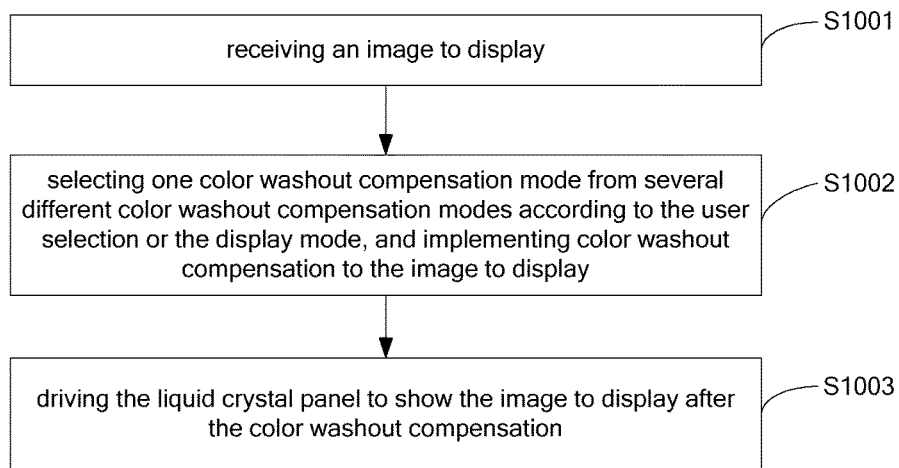 receiving an image to display
S1001
selecting one color washout compensation mode from several
different color washout compensation modes according to the user
selection or the display mode, and implementing color washout
compensation to the image to display
S1002
driving the liquid crystal panel to show the image to display after
the color washout compensation
S1003